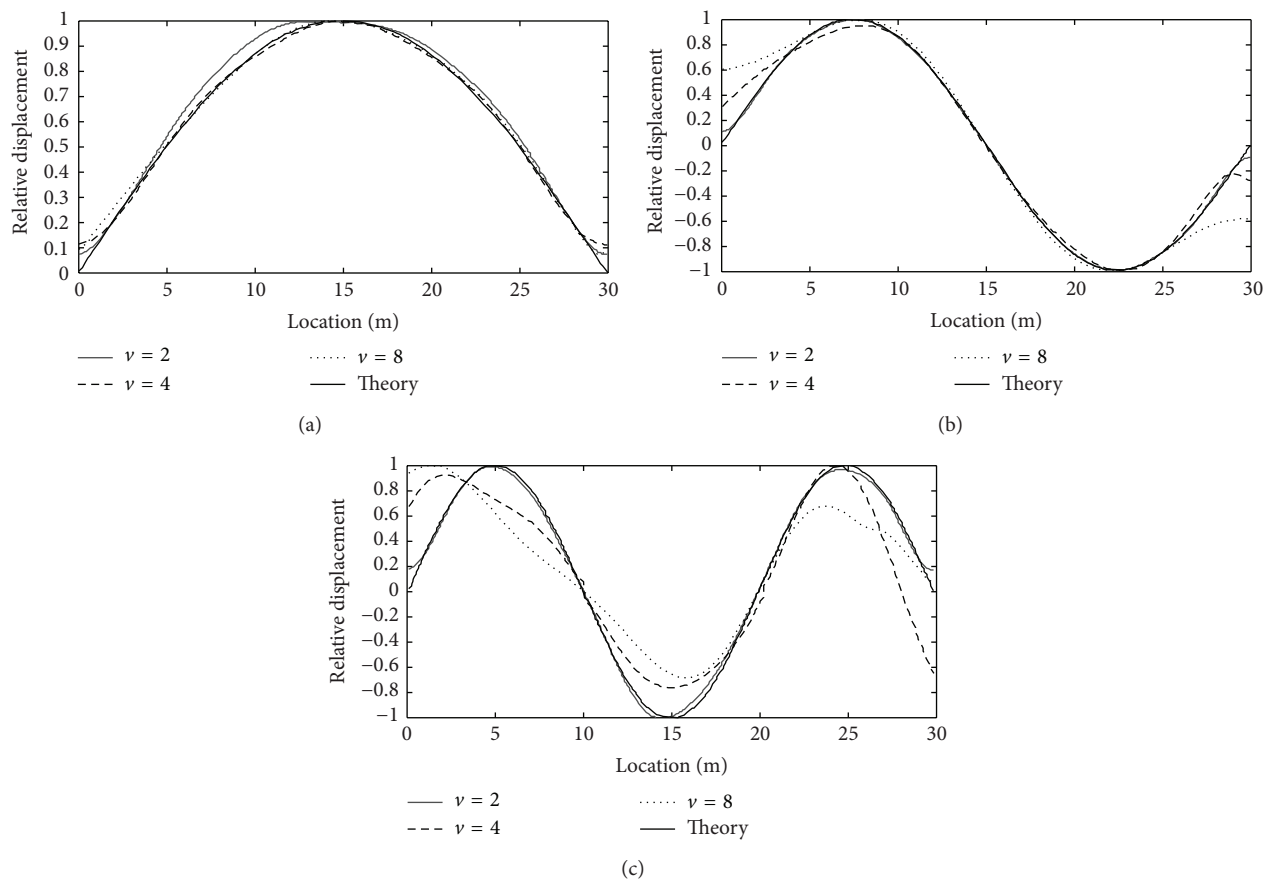 1
0.9
0.8
0.7
0.6
0.5
0.4
0.3
0.2
0.1
0
Relative displacement
0 5 10 15 20 25 30
Location (m)
ν = 2 ν = 8
ν = 4 Theory
(a)
1
0.8
0.6
0.4
0.2
0
−0.2
−0.4
−0.6
−0.8
−1
Relative displacement
0 5 10 15 20 25 30
Location (m)
ν = 2 ν = 8
ν = 4 Theory
(b)
1
0.8
0.6
0.4
0.2
0
−0.2
−0.4
−0.6
−0.8
−1
Relative displacement
0 5 10 15 20 25 30
Location (m)
ν = 2 ν = 8
ν = 4 Theory
(c)